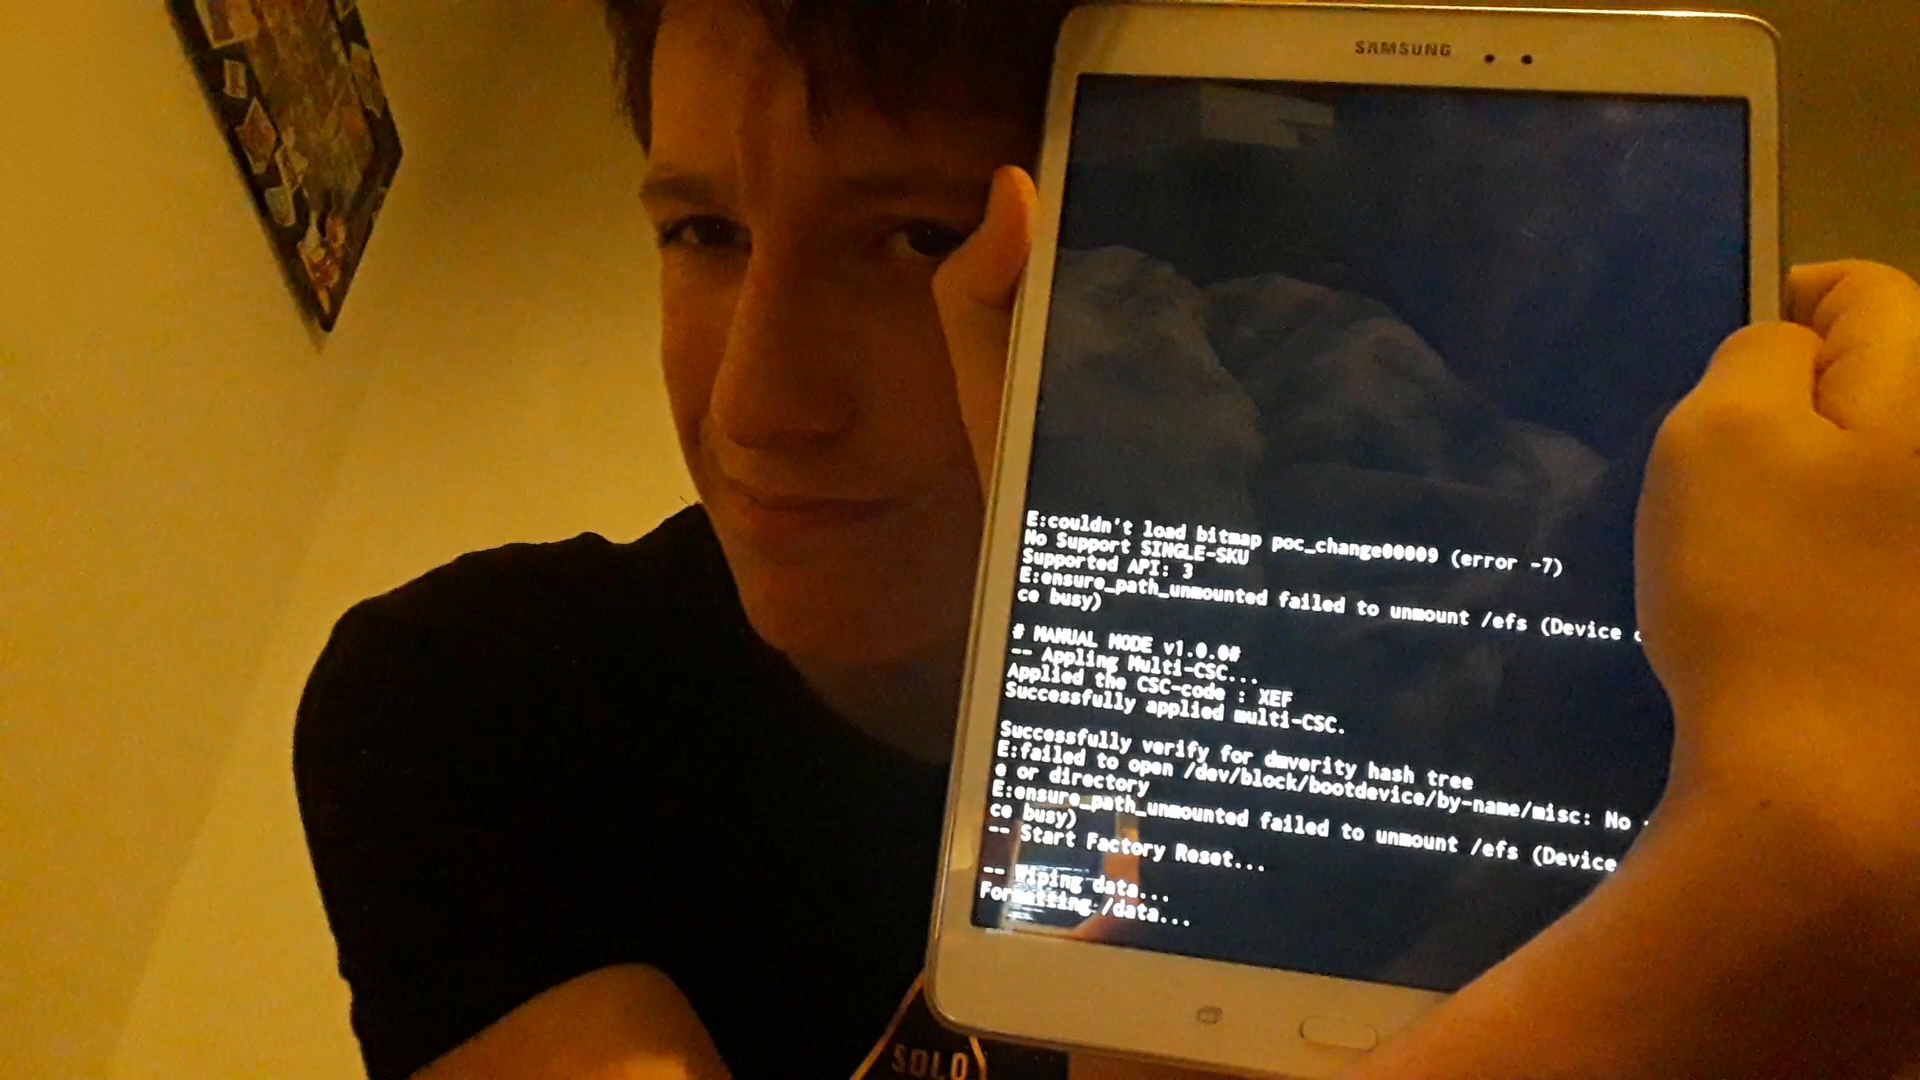 SAMSUNG
E:couldn't load bitmap poc_change00009 (error -7)
No Support SINGLE-SKU
Supported API: 3
E:ensure_path_unmounted failed to unmount /efs (Device
ce busy)
# MANUAL MODE v1.0.0#
-- Appling Multi-CSC...
Applied the CSC-code : XEF
Successfully applied multi-CSC.
Successfully verify for dmverity hash tree
E:failed to open /dev/block/bootdevice/by-name/misc: No
e or directory
E:ensure_path_unmounted failed to unmount /efs (Device
ce busy)
-- Start Factory Reset...
-- Wiping data...
Formatting /data...
SOLO